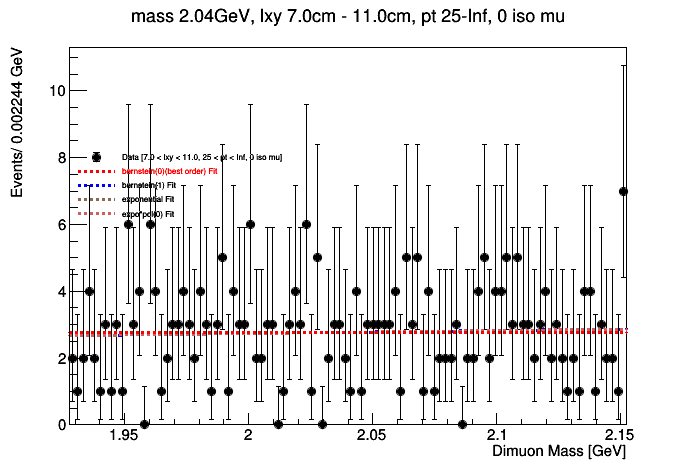 mass 2.04GeV, lxy 7.0cm - 11.0cm, pt 25-Inf, 0 iso mu
Events/ 0.002244 GeV
10
8
6
4
2
0
Data [7.0 < lxy < 11.0, 25 < pt < Inf, 0 iso mu]
bernstein(0)(best order) Fit
bernstein(1) Fit
exponential Fit
expo*pol(0) Fit
1.95 2 2.05 2.1 2.15
Dimuon Mass [GeV]